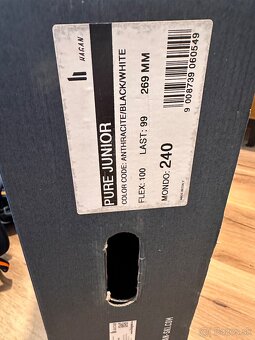 HAGAN
PURE JUNIOR
COLOR CODE: ANTHRACITE/BLACK/WHITE
FLEX: 100 LAST: 99 269 MM
MONDO: 240
9 008739 060549